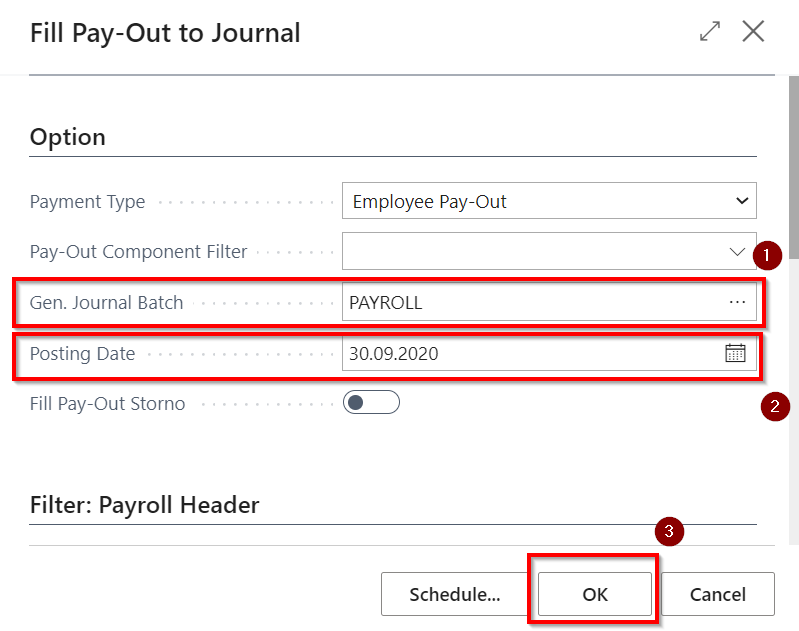 Fill Pay-Out to Journal
Option
Payment Type Employee Pay-Out
Pay-Out Component Filter
1
Gen. Journal Batch PAYROLL ...
Posting Date 30.09.2020
Fill Pay-Out Storno
2
Filter: Payroll Header
3
Schedule... OK Cancel